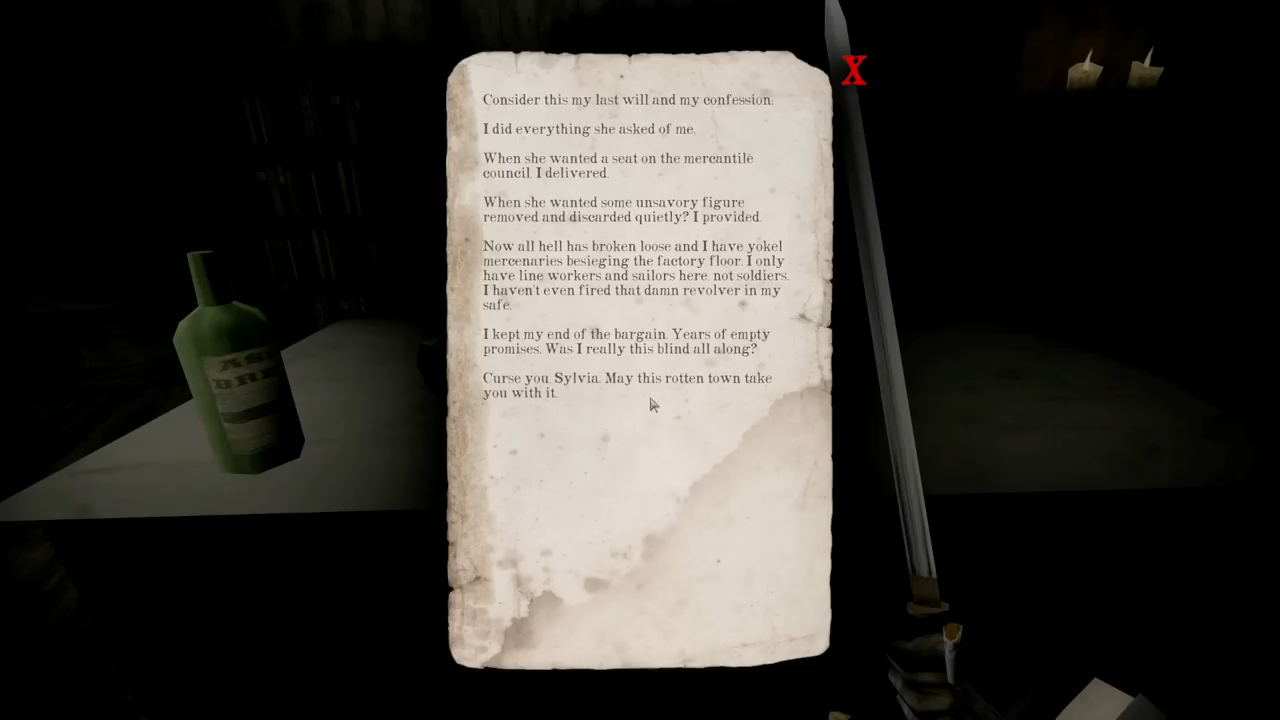 X
Consider this my last will and my confession:
I did everything she asked of me.
When she wanted a seat on the mercantile
council, I delivered.
When she wanted some unsavory figure
removed and discarded quietly? I provided.
Now all hell has broken loose and I have yokel
mercenaries besieging the factory floor. I only
have line workers and sailors here, not soldiers.
I haven't even fired that damn revolver in my
safe.
I kept my end of the bargain. Years of empty
promises. Was I really this blind all along?
Curse you, Sylvia. May this rotten town take
you with it.